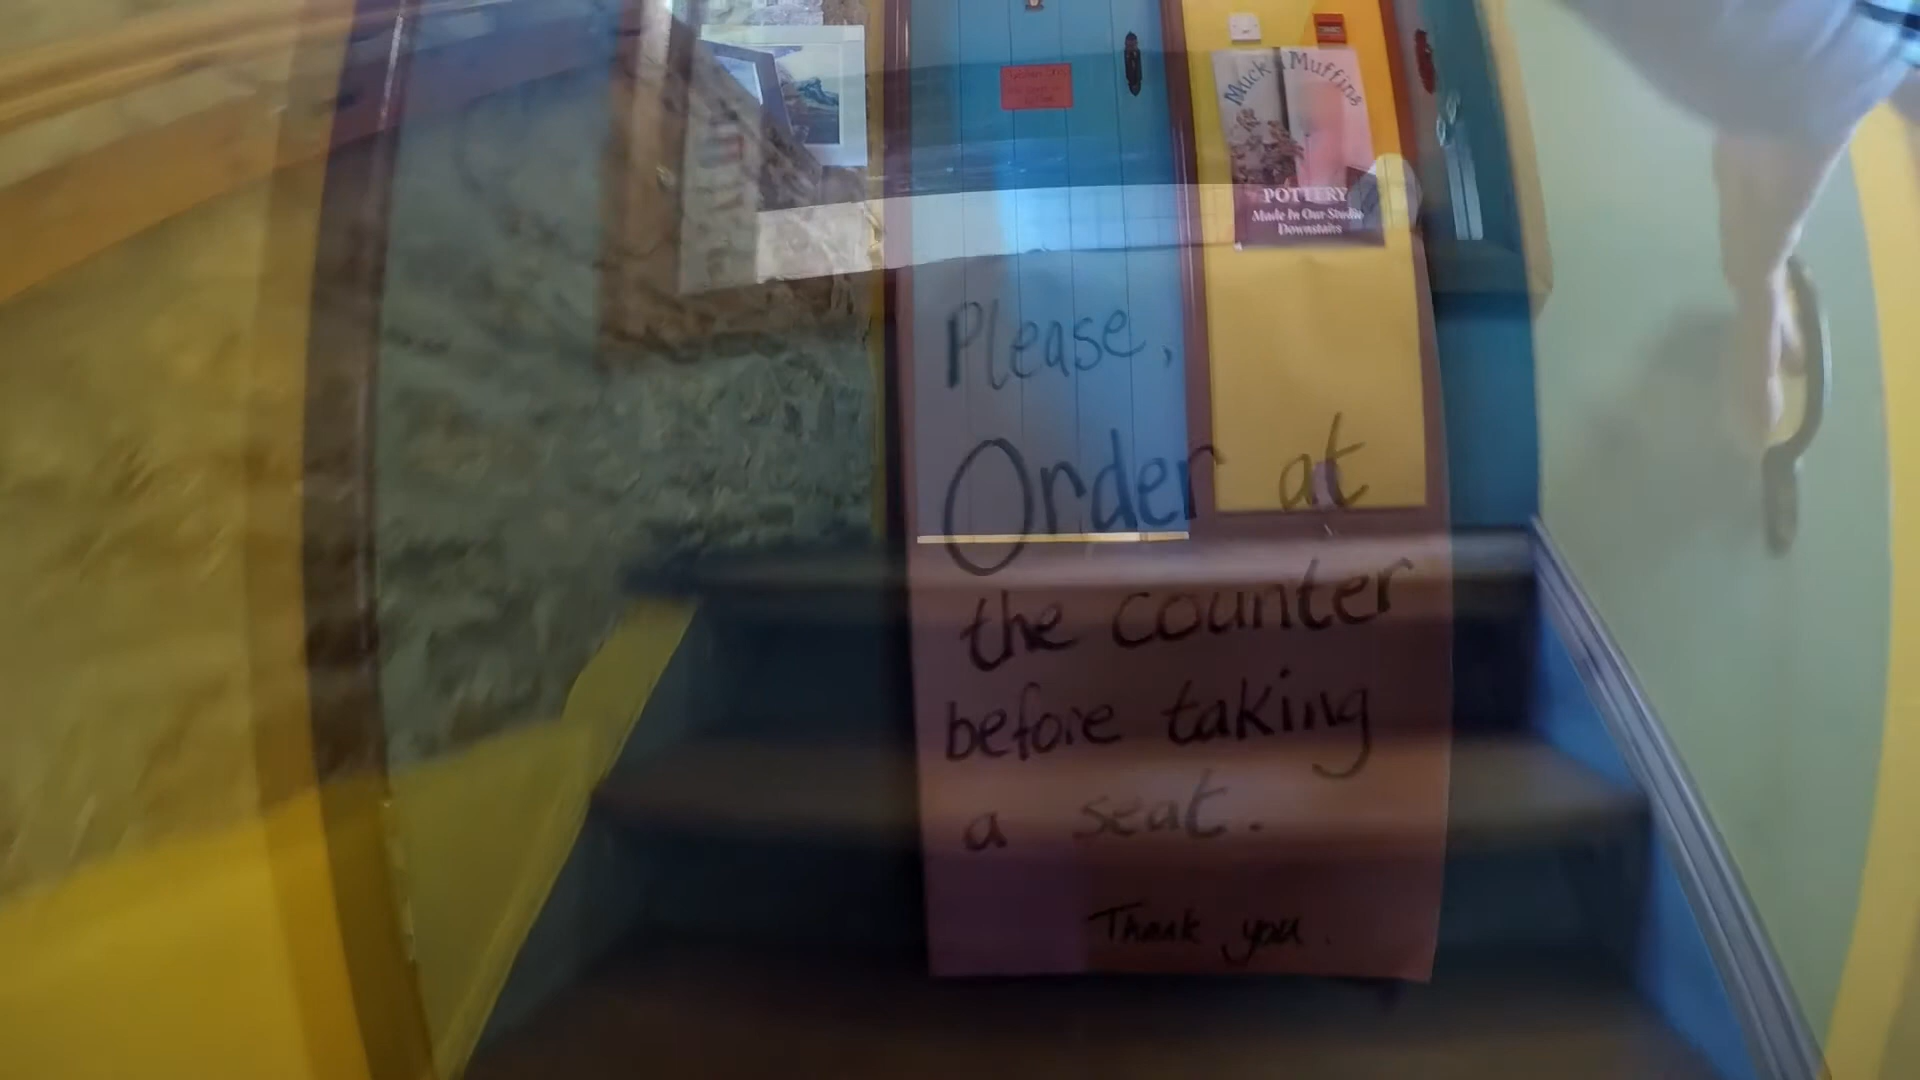 Muck Muffins
POTTERY
Made In Our Studio
Downstairs
Please,
Order at
the counter
before taking
a seat.
Thank you.